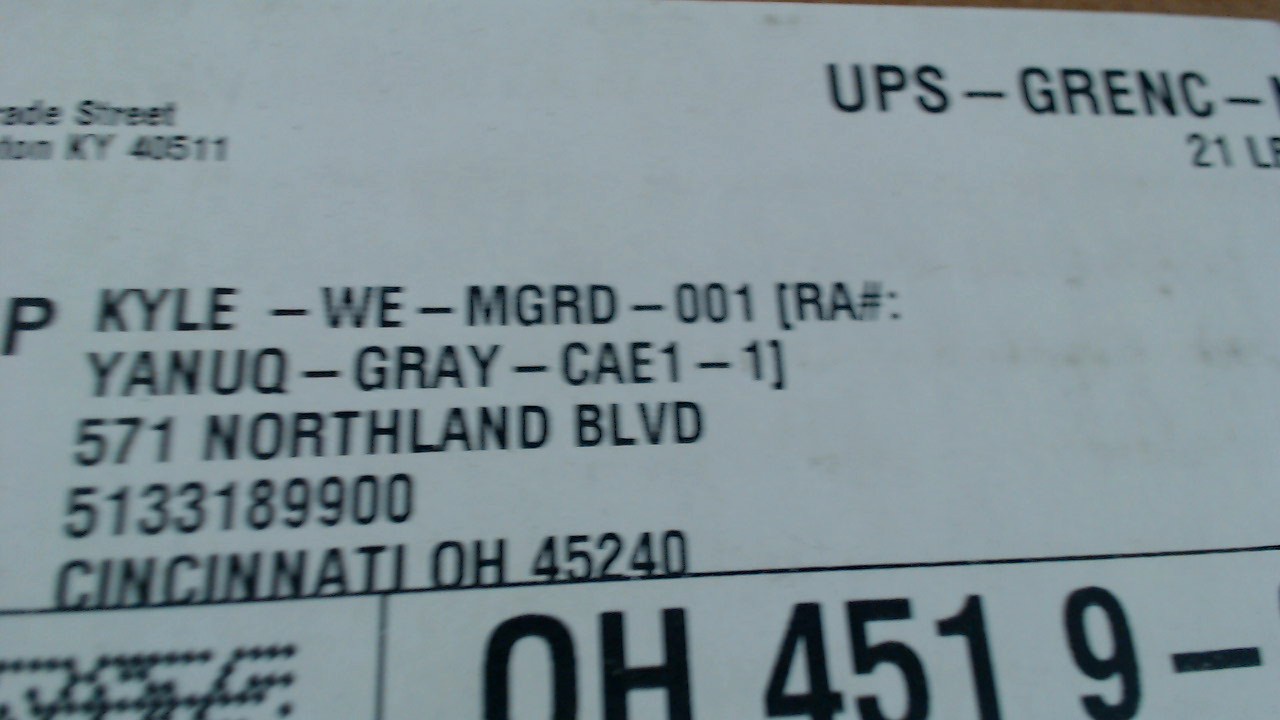 rade Street
ton KY 40511
UPS – GRENC –
21
P
KYLE – WE – MGRD – 001 [RA#:
YANUQ – GRAY – CAE1 – 1]
571 NORTHLAND BLVD
5133189900
CINCINNATI OH 45240
OH 451 9 –